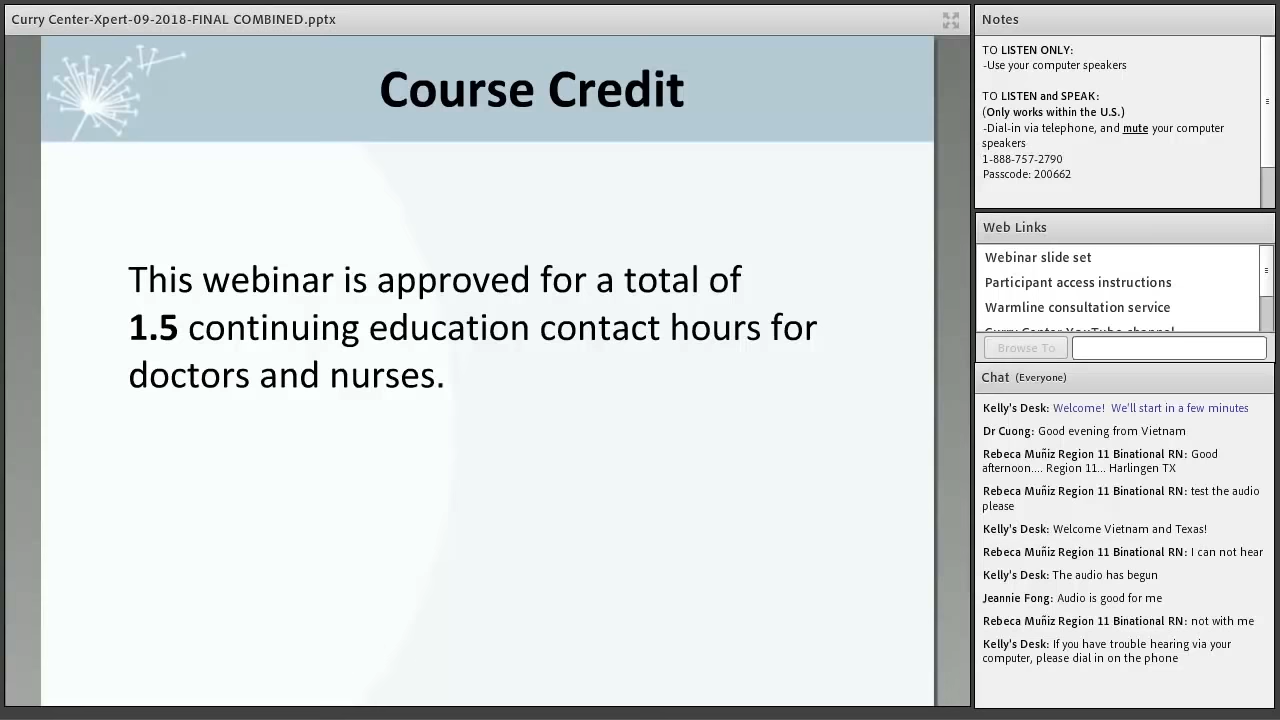 Curry Center-Xpert-09-2018-FINAL COMBINED.pptx
Course Credit
This webinar is approved for a total of
1.5 continuing education contact hours for
doctors and nurses.
Notes
TO LISTEN ONLY:
-Use your computer speakers
TO LISTEN and SPEAK:
(Only works within the U.S.)
-Dial-in via telephone, and mute your computer
speakers
1-888-757-2790
Passcode: 200662
Web Links
Webinar slide set
Participant access instructions
Warmline consultation service
Curry Center YouTube channel
Browse To
Chat (Everyone)
Kelly's Desk: Welcome! We'll start in a few minutes
Dr Cuong: Good evening from Vietnam
Rebeca Muñiz Region 11 Binational RN: Good
afternoon.... Region 11... Harlingen TX
Rebeca Muñiz Region 11 Binational RN: test the audio
please
Kelly's Desk: Welcome Vietnam and Texas!
Rebeca Muñiz Region 11 Binational RN: I can not hear
Kelly's Desk: The audio has begun
Jeannie Fong: Audio is good for me
Rebeca Muñiz Region 11 Binational RN: not with me
Kelly's Desk: If you have trouble hearing via your
computer, please dial in on the phone